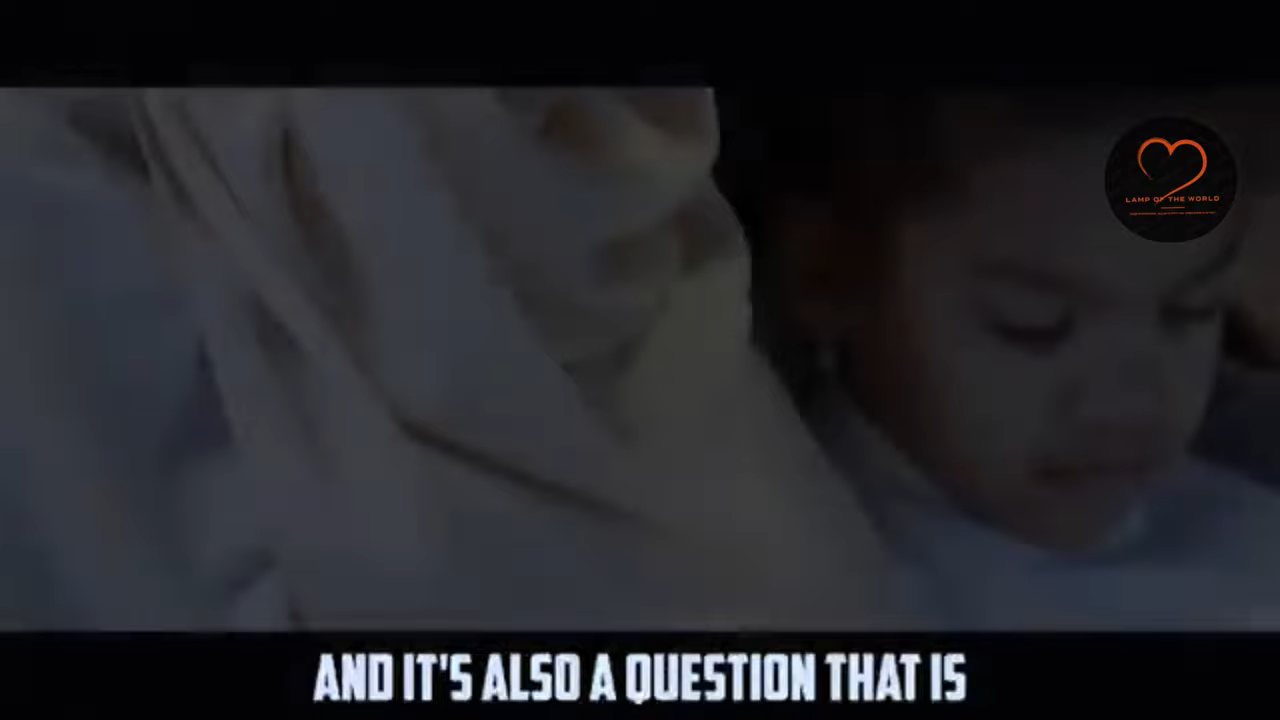 LAMP OF THE WORLD
AND IT'S ALSO A QUESTION THAT IS